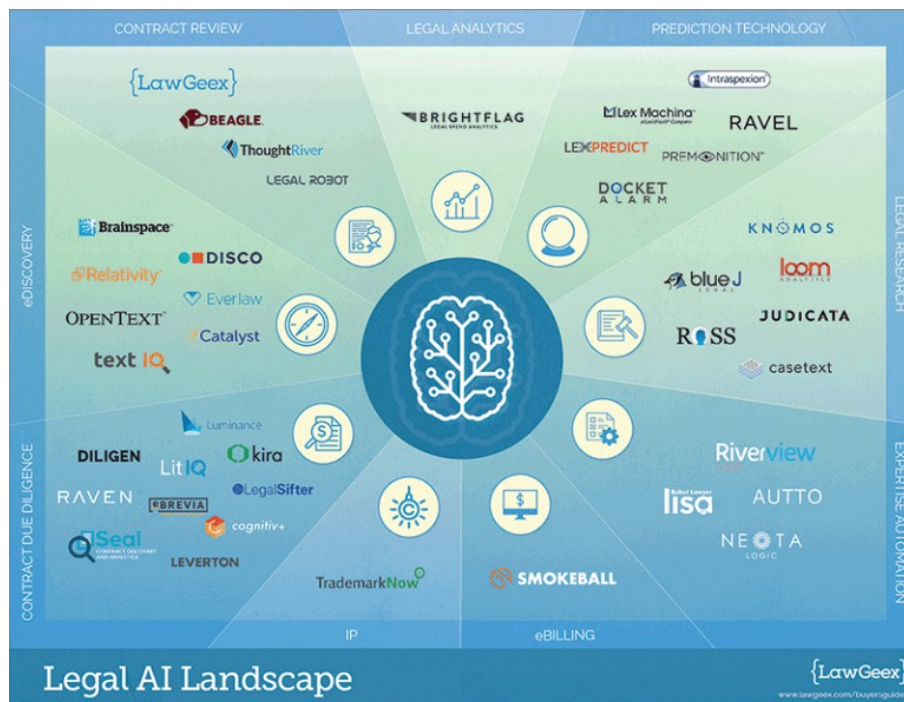 CONTRACT REVIEW
LEGAL ANALYTICS
PREDICTION TECHNOLOGY
{LawGeex}
BEAGLE
ThoughtRiver
LEGAL ROBOT
BRIGHTFLAG
LEGAL SPEND ANALYTICS
Intraspexion
Lex Machina
RAVEL
LEXPREDICT
PREMONITION
DOCKET
ALARM
eDISCOVERY
Brainspace
DISCO
Relativity
Everlaw
OPENTEXT
Catalyst
text IQ
LEGAL RESEARCH
KNOMOS
blue J
LEGAL
loom
ANALYTICS
JUDICATA
ROSS
casetext
CONTRACT DUE DILIGENCE
Luminance
DILIGEN
LitIQ
kira
RAVEN
eBREVIA
LegalSifter
Seal
CONTRACT DISCOVERY
AND ANALYTICS
cognitiv+
LEVERTON
TrademarkNow
IP
SMOKEBALL
eBILLING
EXPERTISE AUTOMATION
Riverview
Robot Lawyer
lisa
AUTTO
NEOTA
LOGIC
Legal AI Landscape
{LawGeex}
www.lawgeex.com/buyersguide